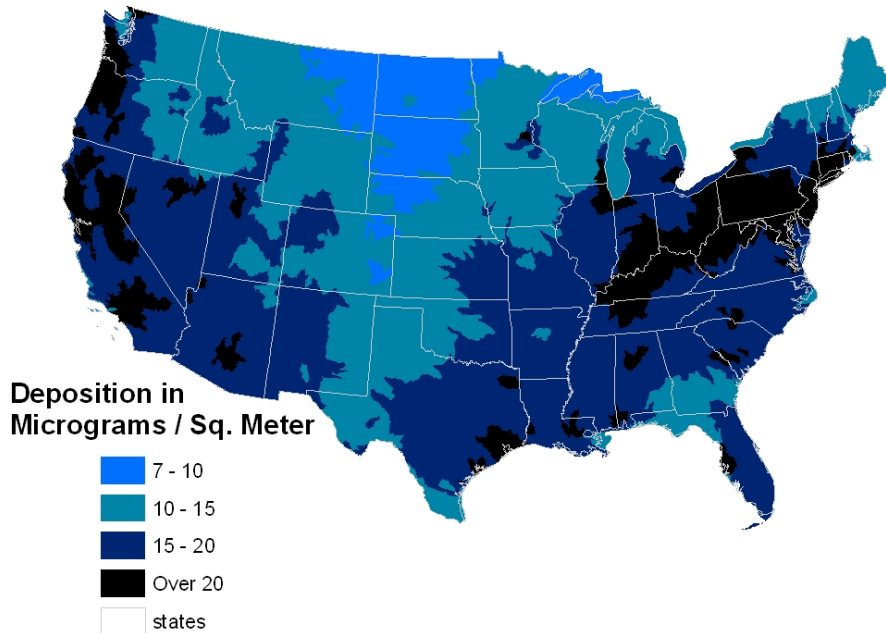 Deposition in
Micrograms / Sq. Meter
7 - 10
10 - 15
15 - 20
Over 20
states